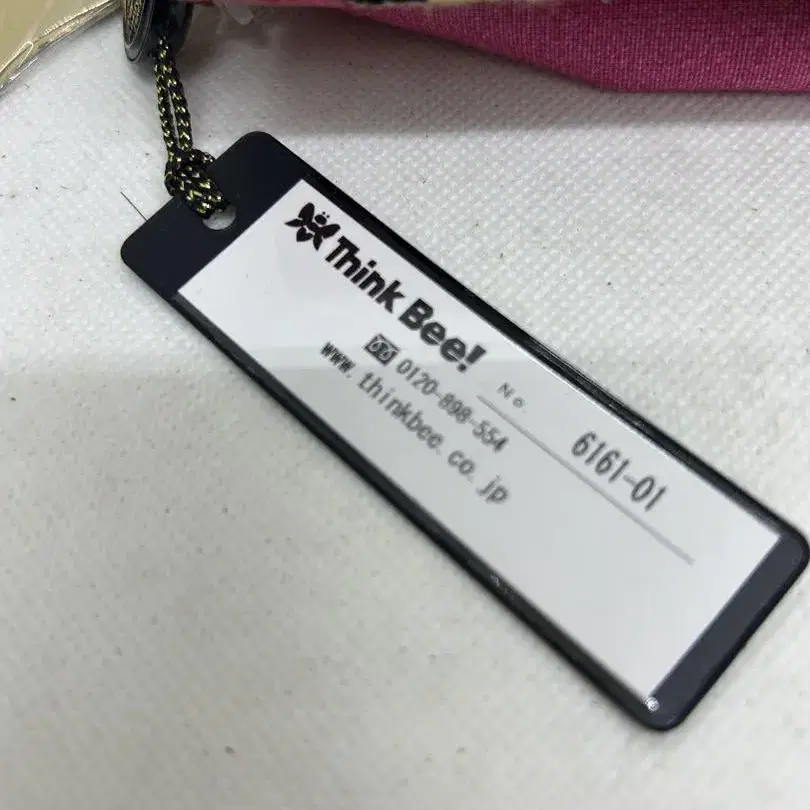 Think Bee!
0120-898-554
www.thinkbee.co.jp
No. 6161-01